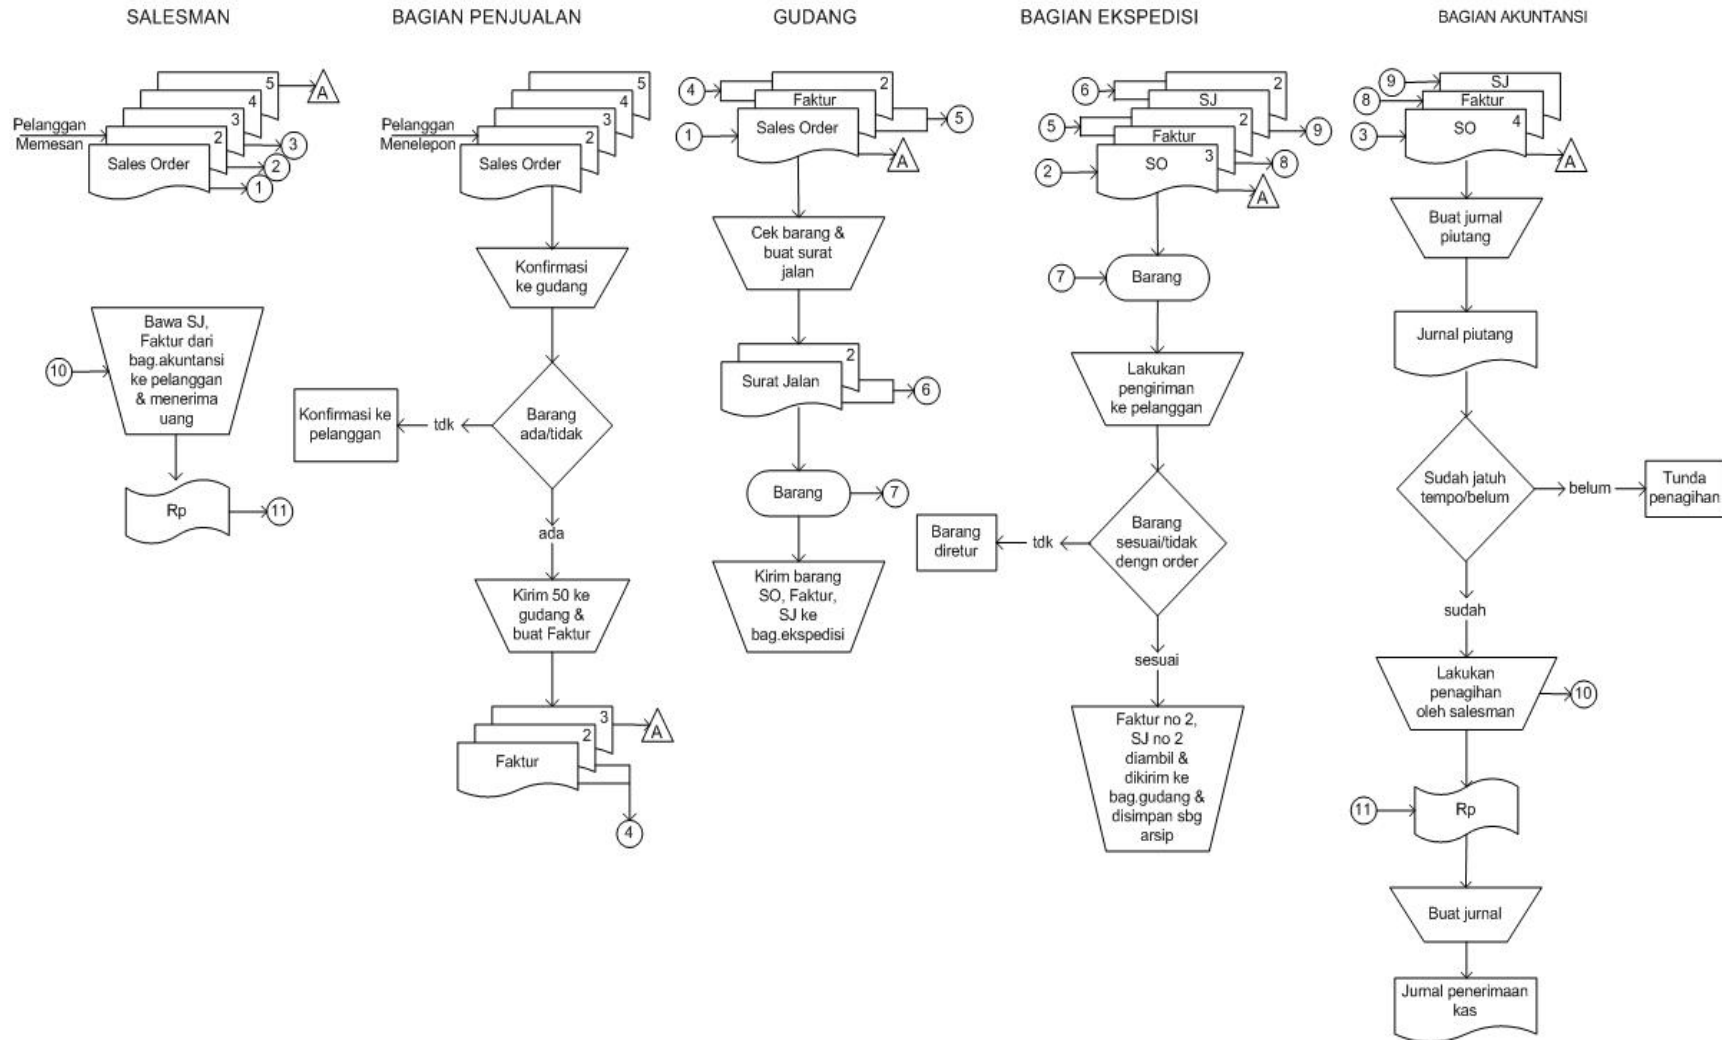 SALESMAN
5
A
4
3
Pelanggan
Memesan
2
3
Sales Order
2
1
Bawa SJ,
Faktur dari
bag.akuntansi
ke pelanggan
& menerima
uang
10
Rp
11
BAGIAN PENJUALAN
5
4
3
Pelanggan
Menelepon
2
Sales Order
Konfirmasi
ke gudang
Barang
ada/tidak
tdk
Konfirmasi ke
pelanggan
ada
Kirim 50 ke
gudang &
buat Faktur
3
A
2
Faktur
4
GUDANG
4
2
Faktur
5
1
Sales Order
A
Cek barang &
buat surat
jalan
2
Surat Jalan
6
Barang
7
Kirim barang
SO, Faktur,
SJ ke
bag.ekspedisi
BAGIAN EKSPEDISI
6
2
SJ
5
2
9
Faktur
3
8
2
SO
A
7
Barang
Lakukan
pengiriman
ke pelanggan
Barang
sesuai/tidak
dengn order
tdk
Barang
diretur
sesuai
Faktur no 2,
SJ no 2
diambil &
dikirim ke
bag.gudang &
disimpan sbg
arsip
BAGIAN AKUNTANSI
9
SJ
8
Faktur
3
SO
4
A
Buat jurnal
piutang
Jurnal piutang
Sudah jatuh
tempo/belum
belum
Tunda
penagihan
sudah
Lakukan
penagihan
oleh salesman
10
11
Rp
Buat jurnal
Jurnal penerimaan
kas